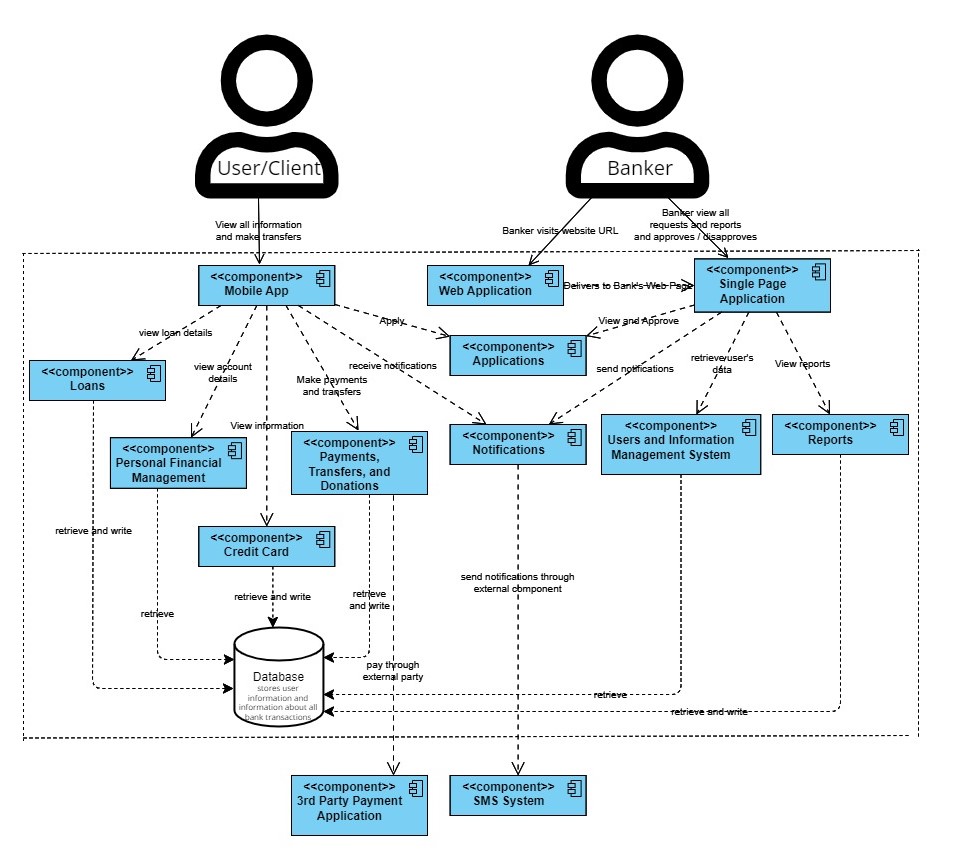 User/Client
Banker
View all information
and make transfers
Banker visits website URL
Banker view all
requests and reports
and approves / disapproves
<<component>>
Mobile App
<<component>>
Web Application
Delivers to Bank's Web Page
<<component>>
Single Page
Application
view loan details
Apply
View and Approve
<<component>>
Applications
<<component>>
Loans
view account
details
Make payments
and transfers
receive notifications
send notifications
retrieve user's
data
View reports
View information
<<component>>
Personal Financial
Management
<<component>>
Payments,
Transfers, and
Donations
<<component>>
Notifications
<<component>>
Users and Information
Management System
<<component>>
Reports
retrieve and write
<<component>>
Credit Card
retrieve
retrieve and write
retrieve
and write
send notifications through
external component
pay through
external party
Database
stores user
information and
information about all
bank transactions
retrieve
retrieve and write
<<component>>
3rd Party Payment
Application
<<component>>
SMS System